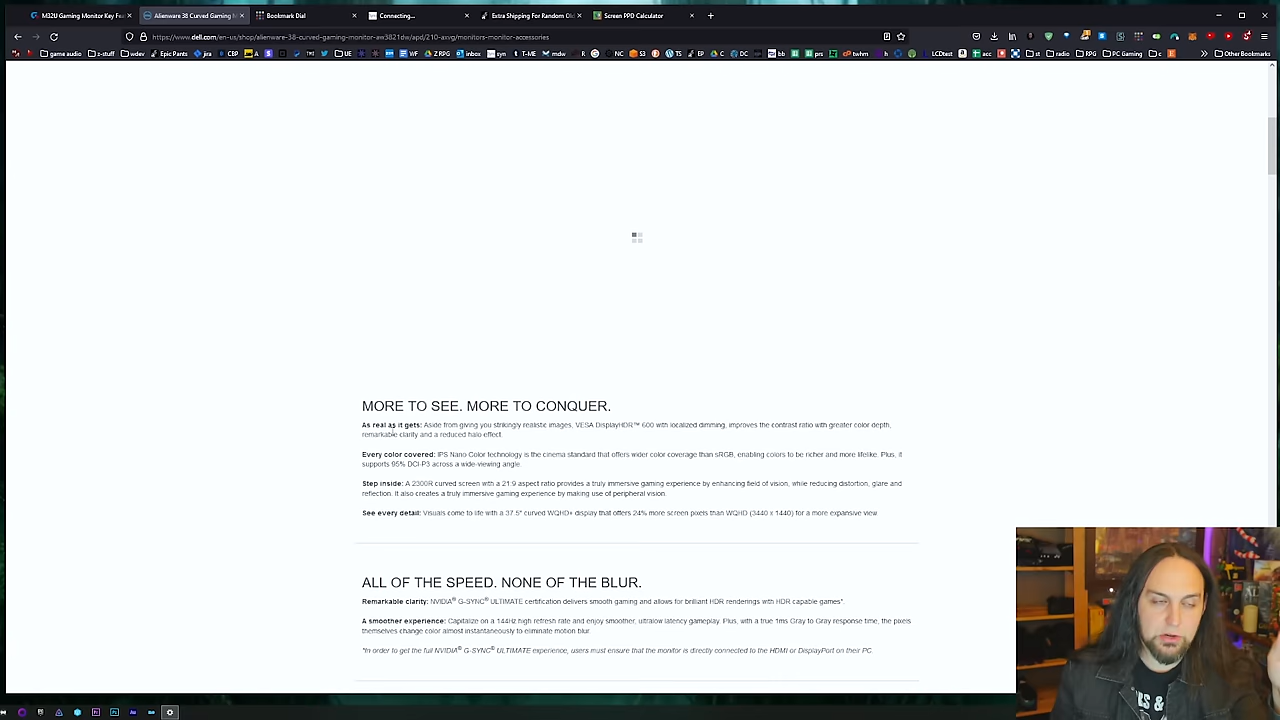 M32U Gaming Monitor Key Fea
Alienware 38 Curved Gaming M
Bookmark Dial
Connecting...
Extra Shipping For Random Old
Screen PPD Calculator
https://www.dell.com/en-us/shop/alienware-38-curved-gaming-monitor-aw3821dw/apd/210-axvg/monitors-monitor-accessories
game audio
z-stuff
wdev
Epic Pants
jira
CBP
UE
WF
Z RPG
inbox
syn
T-ME
mdw
R
NC
S3
TS
EP
DC
bb
prs
twhm
h
LCDtest
acc
st
radio
RPG
PC Gaming
c
E
Other Bookmarks
MORE TO SEE. MORE TO CONQUER.
As real as it gets: Aside from giving you strikingly realistic images, VESA DisplayHDR™ 600 with localized dimming, improves the contrast ratio with greater color depth,
remarkable clarity and a reduced halo effect.
Every color covered: IPS Nano Color technology is the cinema standard that offers wider color coverage than sRGB, enabling colors to be richer and more lifelike. Plus, it
supports 95% DCI-P3 across a wide-viewing angle.
Step inside: A 2300R curved screen with a 21:9 aspect ratio provides a truly immersive gaming experience by enhancing field of vision, while reducing distortion, glare and
reflection. It also creates a truly immersive gaming experience by making use of peripheral vision.
See every detail: Visuals come to life with a 37.5" curved WQHD+ display that offers 24% more screen pixels than WQHD (3440 x 1440) for a more expansive view
ALL OF THE SPEED. NONE OF THE BLUR.
Remarkable clarity: NVIDIA® G-SYNC® ULTIMATE certification delivers smooth gaming and allows for brilliant HDR renderings with HDR capable games*.
A smoother experience: Capitalize on a 144Hz high refresh rate and enjoy smoother, ultralow latency gameplay. Plus, with a true 1ms Gray to Gray response time, the pixels
themselves change color almost instantaneously to eliminate motion blur.
*In order to get the full NVIDIA® G-SYNC® ULTIMATE experience, users must ensure that the monitor is directly connected to the HDMI or DisplayPort on their PC.